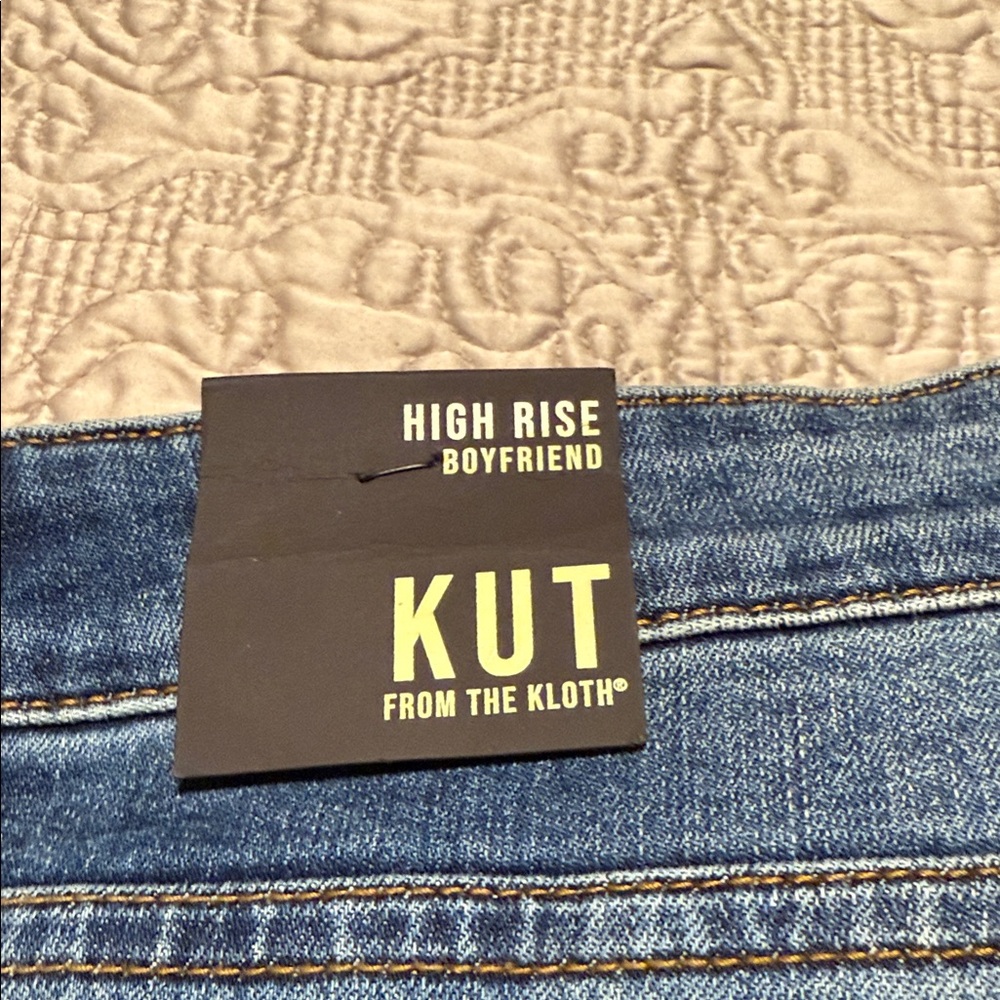 HIGH RISE
BOYFRIEND
KUT
FROM THE KLOTH®